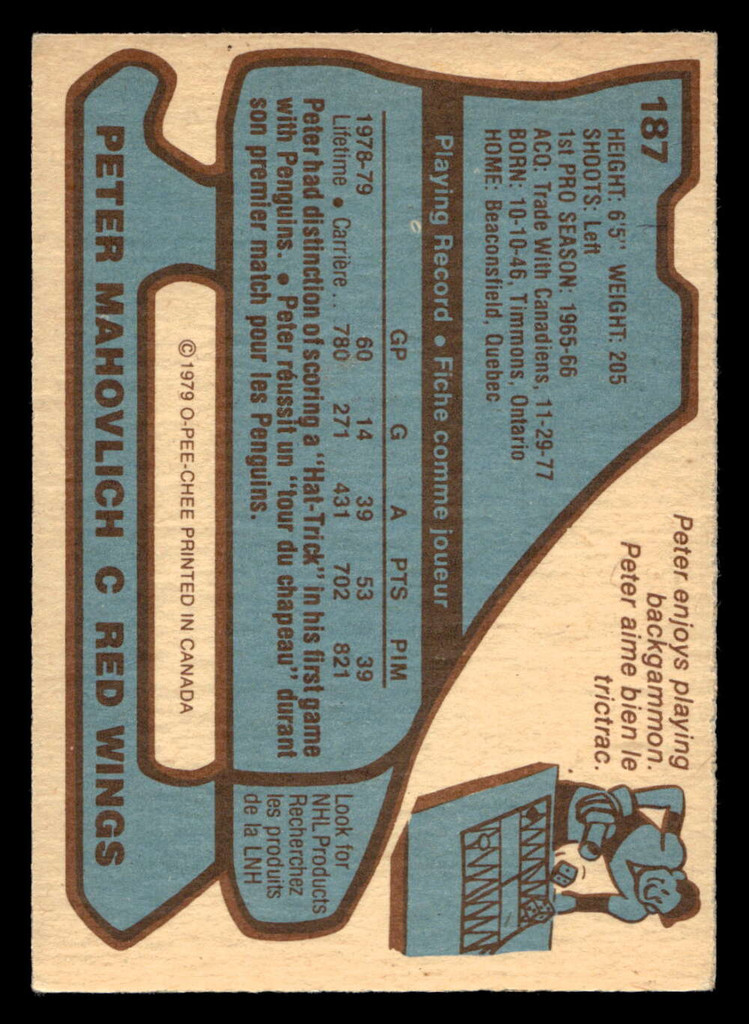 187
HEIGHT: 6'5" WEIGHT: 205
SHOOTS: Left
1st PRO SEASON: 1965-66
ACQ: Trade With Canadiens, 11-29-77
BORN: 10-10-46, Timmons, Ontario
HOME: Beaconsfield, Quebec
Peter enjoys playing
backgammon.
Peter aime bien le
trictrac.
Playing Record • Fiche comme joueur
GP G A PTS PIM
1978-79 60 14 39 53 39
Lifetime • Carrière .. 780 271 431 702 821
Peter had distinction of scoring a "Hat-Trick" in his first game
with Penguins. • Peter réussit un "tour du chapeau" durant
son premier match pour les Penguins.
Look for
NHL Products
Recherchez
les produits
de la LNH
© 1979 O-PEE-CHEE PRINTED IN CANADA
PETER MAHOVLICH C RED WINGS